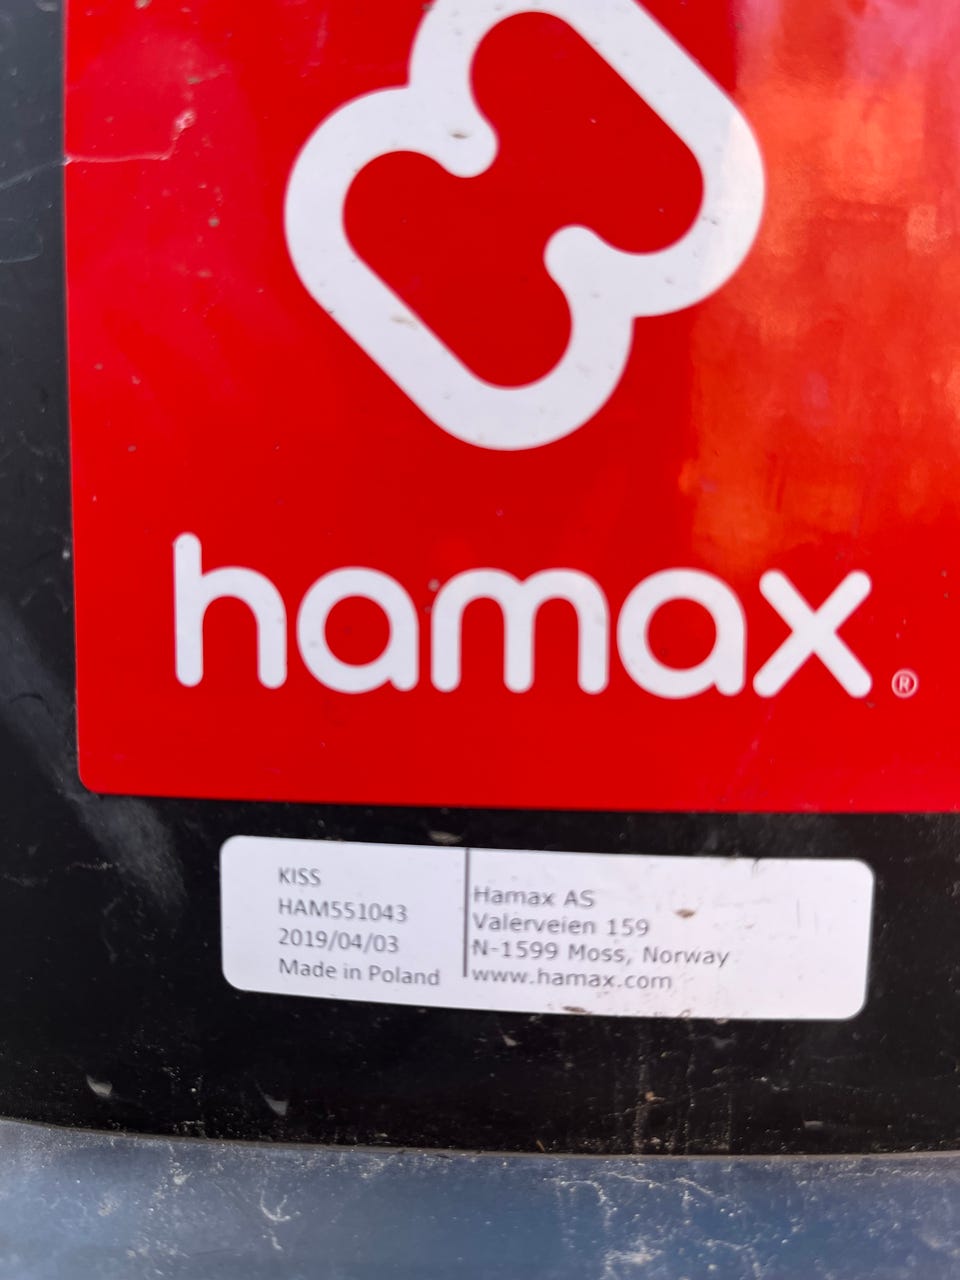 hamax®
KISS
HAM551043
2019/04/03
Made in Poland
Hamax AS
Valerveien 159
N-1599 Moss, Norway
www.hamax.com